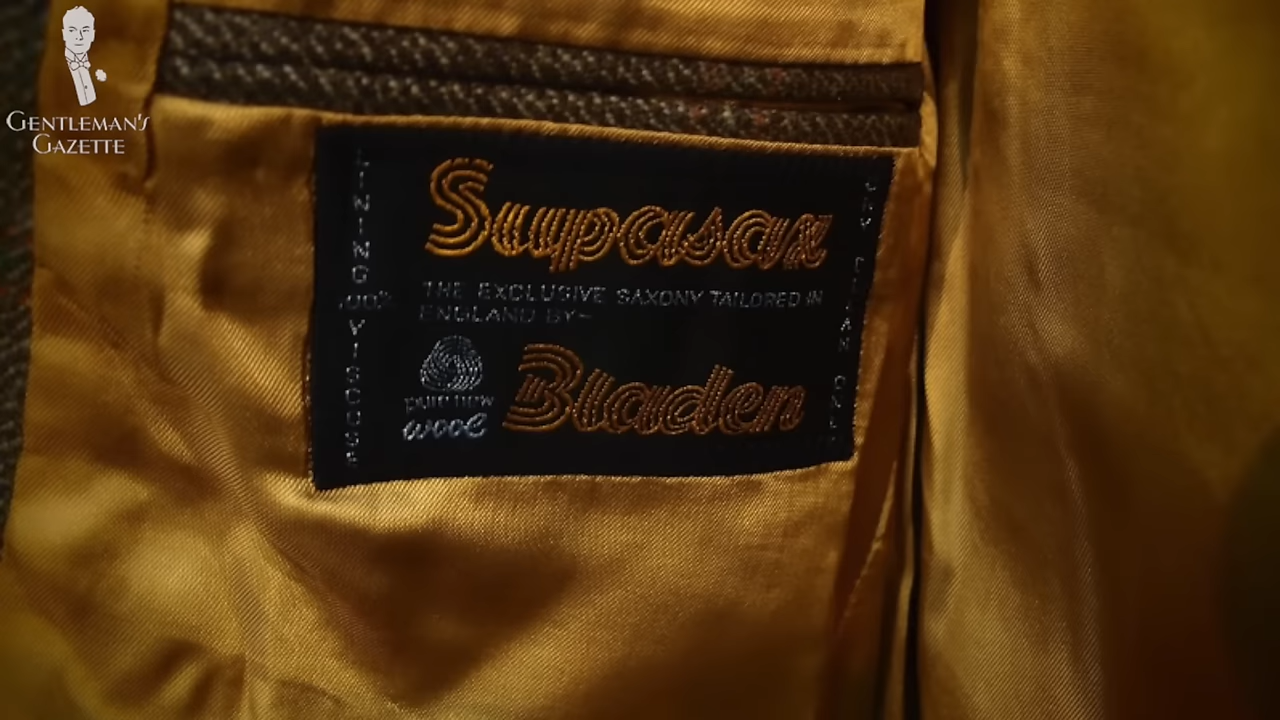 GENTLEMAN'S
GAZETTE
Supasax
THE EXCLUSIVE SAXONY TAILORED IN
ENGLAND BY-
pure new
wool
Bladen
LINING
100%
VISCOSE
DRY CLEAN ONLY